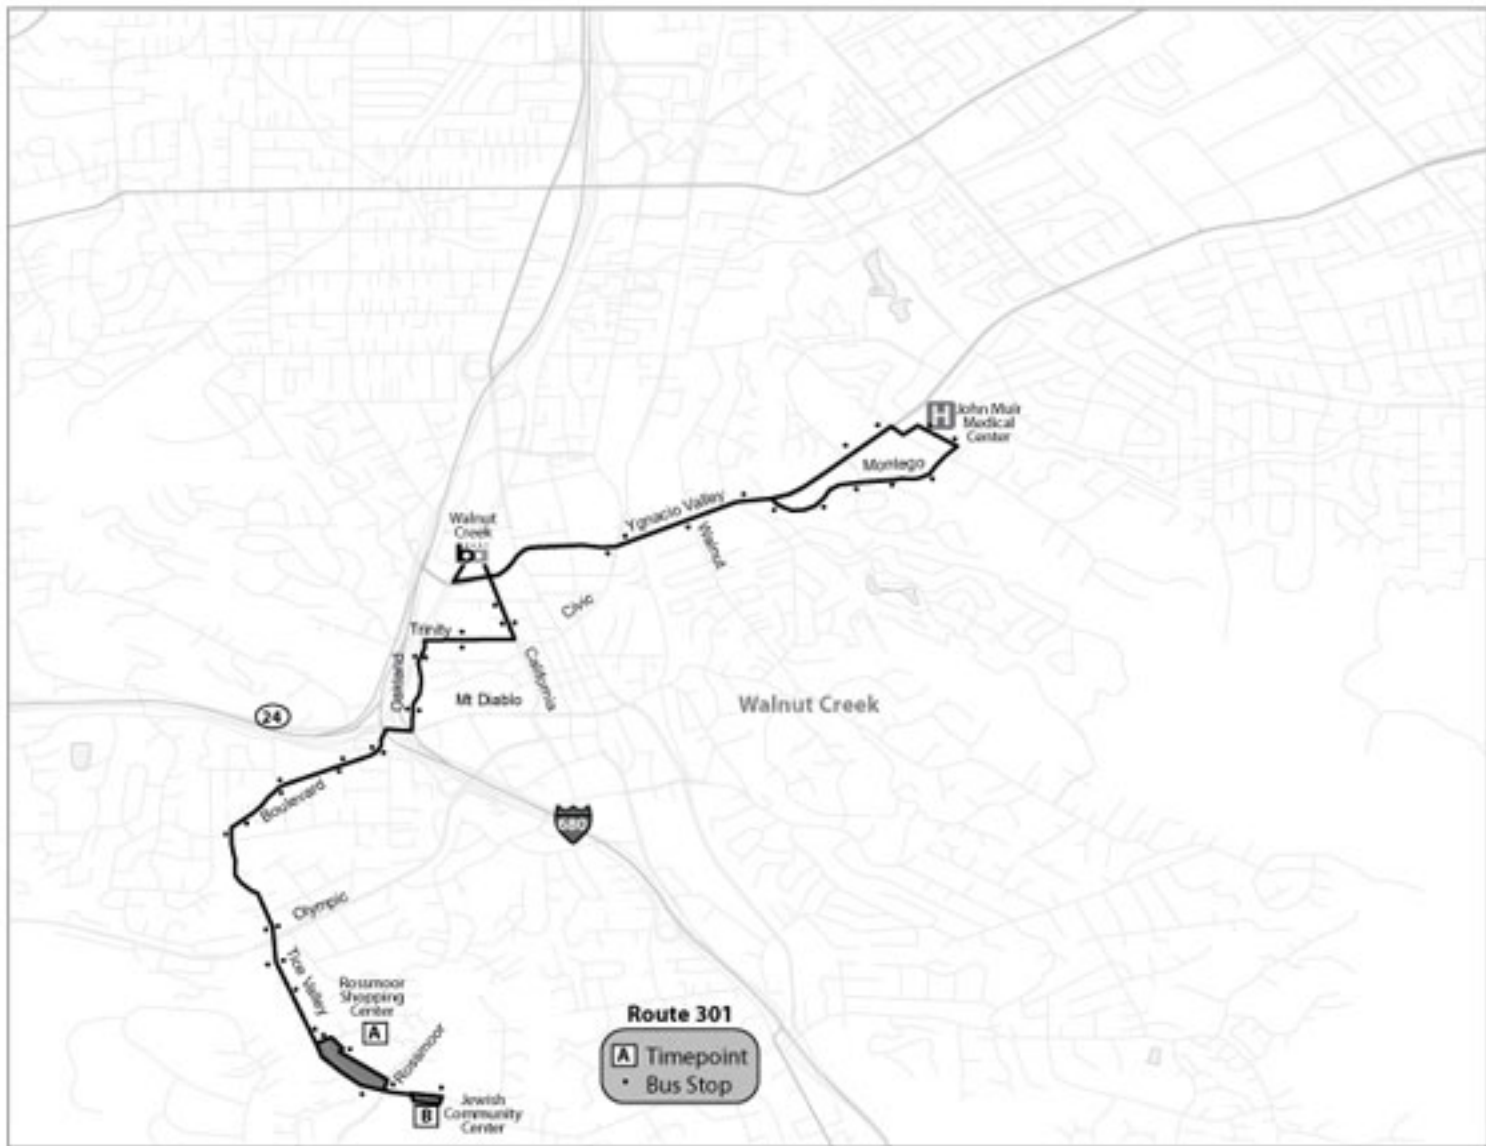 H
John Muir
Medical
Center
Montego
Ygnacio Valley
Walnut
Walnut
Creek
Civic
Trinity
California
Oakland
Mt Diablo
Walnut Creek
24
Boulevard
680
Olympic
Tice Valley
Rossmoor
Shopping
Center
A
Rossmoor
B
Jewish
Community
Center
Route 301
A Timepoint
Bus Stop